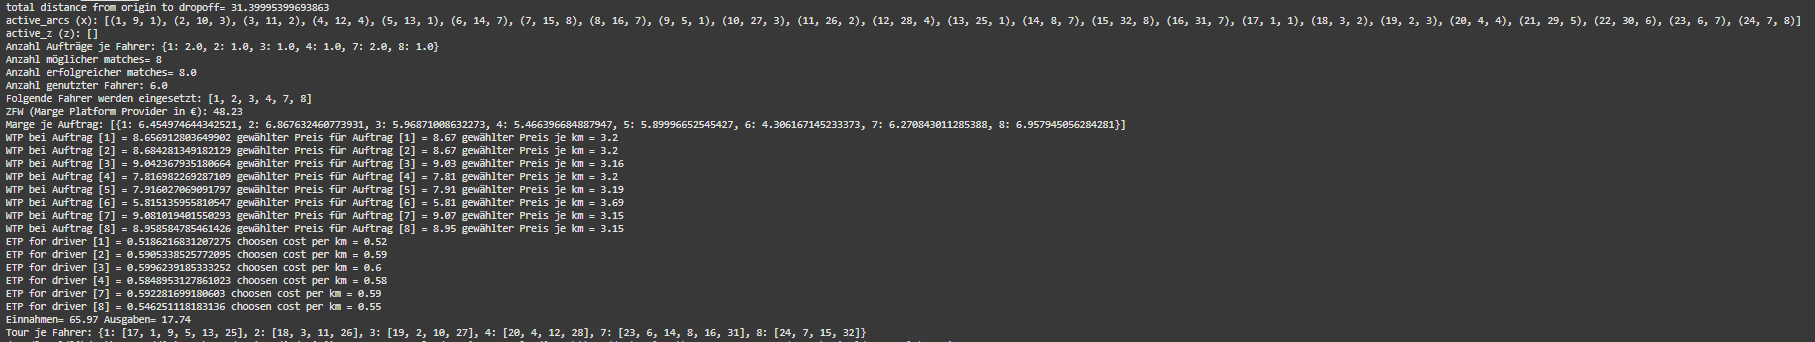 total distance from origin to dropoff= 31.39995399693863
active_arcs (x): [(1, 9, 1), (2, 10, 3), (3, 11, 2), (4, 12, 4), (5, 13, 1), (6, 14, 7), (7, 15, 8), (8, 16, 7), (9, 5, 1), (10, 27, 3), (11, 26, 2), (12, 28, 4), (13, 25, 1), (14, 8, 7), (15, 32, 8), (16, 31, 7), (17, 1, 1), (18, 3, 2), (19, 2, 3), (20, 4, 4), (21, 29, 5), (22, 30, 6), (23, 6, 7), (24, 7, 8)]
active_z (z): []
Anzahl Aufträge je Fahrer: {1: 2.0, 2: 1.0, 3: 1.0, 4: 1.0, 7: 2.0, 8: 1.0}
Anzahl möglicher matches= 8
Anzahl erfolgreicher matches= 8.0
Anzahl genutzter Fahrer: 6.0
Folgende Fahrer werden eingesetzt: [1, 2, 3, 4, 7, 8]
ZFW (Marge Platform Provider in €): 48.23
Marge je Auftrag: [{1: 6.454974644342521, 2: 6.867632460773931, 3: 5.96871008632273, 4: 5.466396684887947, 5: 5.89996652545427, 6: 4.306167145233373, 7: 6.270843011285388, 8: 6.957945056284281}]
WTP bei Auftrag [1] = 8.656912803649902 gewählter Preis für Auftrag [1] = 8.67 gewählter Preis je km = 3.2
WTP bei Auftrag [2] = 8.684281349182129 gewählter Preis für Auftrag [2] = 8.67 gewählter Preis je km = 3.2
WTP bei Auftrag [3] = 9.042367935180664 gewählter Preis für Auftrag [3] = 9.03 gewählter Preis je km = 3.16
WTP bei Auftrag [4] = 7.816982269287109 gewählter Preis für Auftrag [4] = 7.81 gewählter Preis je km = 3.2
WTP bei Auftrag [5] = 7.916027069091797 gewählter Preis für Auftrag [5] = 7.91 gewählter Preis je km = 3.19
WTP bei Auftrag [6] = 5.815135955810547 gewählter Preis für Auftrag [6] = 5.81 gewählter Preis je km = 3.69
WTP bei Auftrag [7] = 9.081019401550293 gewählter Preis für Auftrag [7] = 9.07 gewählter Preis je km = 3.15
WTP bei Auftrag [8] = 8.958584785461426 gewählter Preis für Auftrag [8] = 8.95 gewählter Preis je km = 3.15
ETP for driver [1] = 0.5186216831207275 choosen cost per km = 0.52
ETP for driver [2] = 0.5905338525772095 choosen cost per km = 0.59
ETP for driver [3] = 0.5996239185333252 choosen cost per km = 0.6
ETP for driver [4] = 0.5848953127861023 choosen cost per km = 0.58
ETP for driver [7] = 0.592281699180603 choosen cost per km = 0.59
ETP for driver [8] = 0.546251118183136 choosen cost per km = 0.55
Einnahmen= 65.97 Ausgaben= 17.74
Tour je Fahrer: {1: [17, 1, 9, 5, 13, 25], 2: [18, 3, 11, 26], 3: [19, 2, 10, 27], 4: [20, 4, 12, 28], 7: [23, 6, 14, 8, 16, 31], 8: [24, 7, 15, 32]}